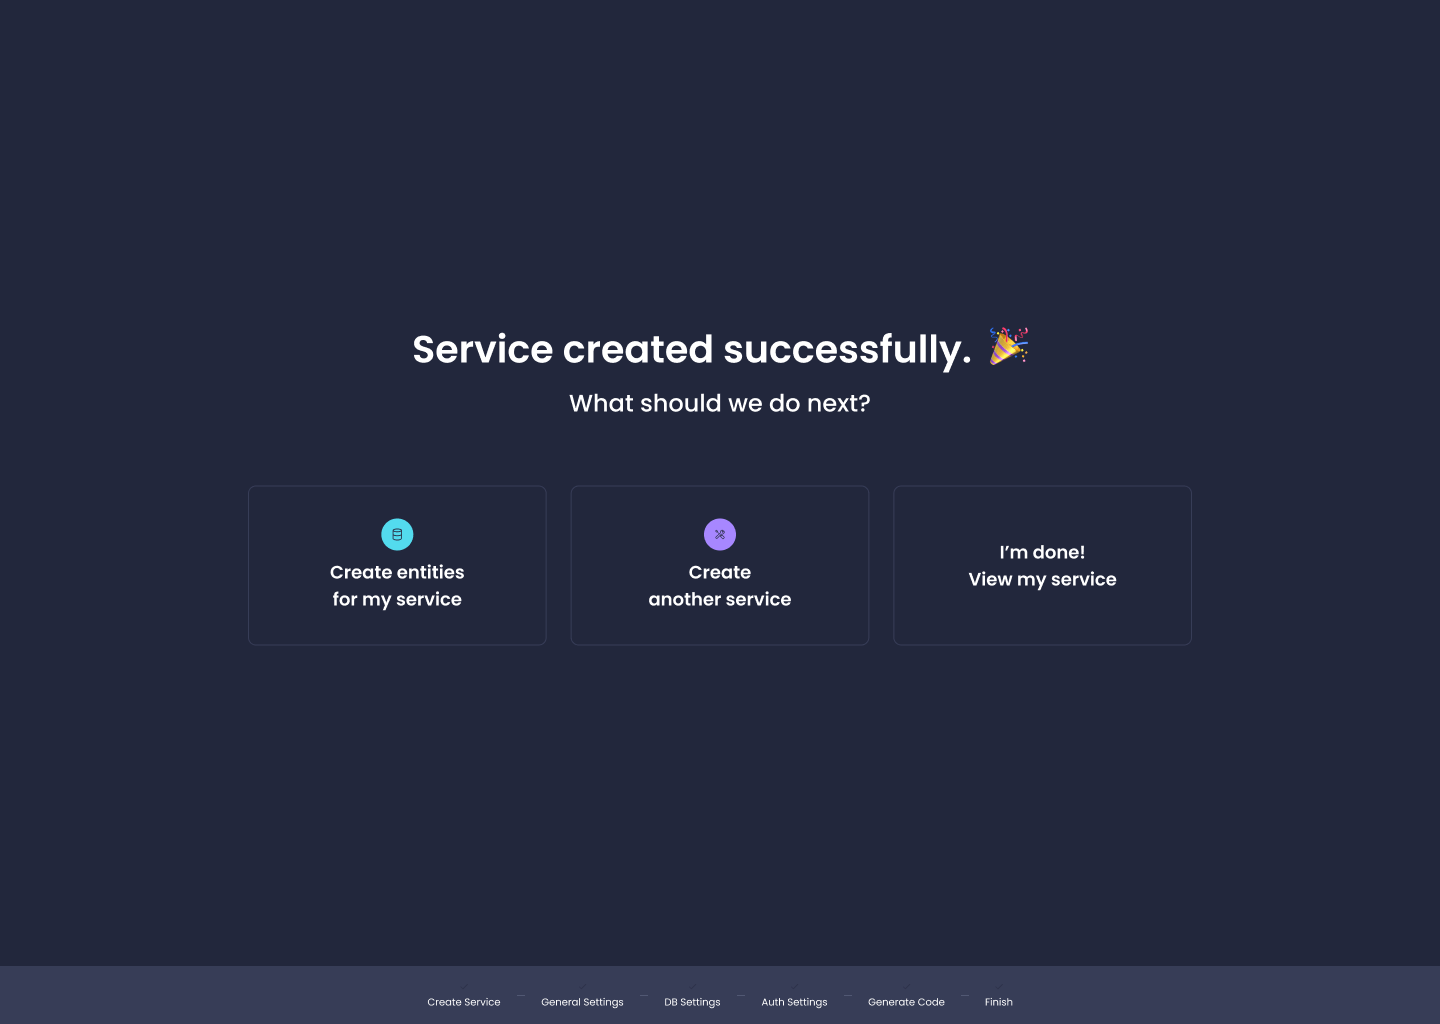 Service created successfully. 🎉
What should we do next?
Create entities
for my service
Create
another service
I’m done!
View my service
Create Service
General Settings
DB Settings
Auth Settings
Generate Code
Finish